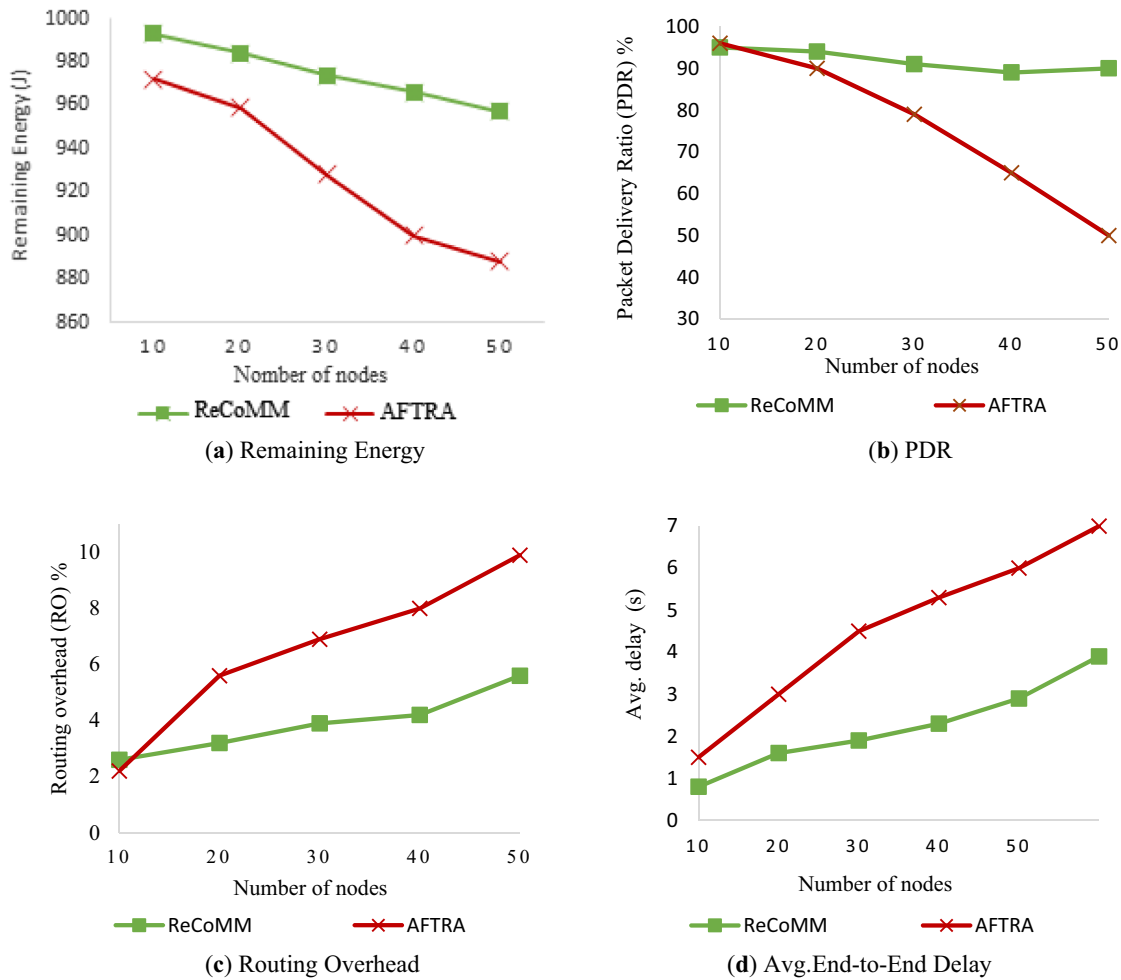 1000
980
960
940
920
900
880
860
Remaining Energy (J)
10 20 30 40 50
Nomber of nodes
ReCoMM AFTRA
(a) Remaining Energy
100
90
80
70
60
50
40
30
Packet Delivery Ratio (PDR) %
10 20 30 40 50
Number of nodes
ReCoMM AFTRA
(b) PDR
10
8
6
4
2
0
Routing overhead (RO) %
10 20 30 40 50
Number of nodes
ReCoMM AFTRA
(c) Routing Overhead
7
6
5
4
3
2
1
0
Avg. delay (s)
10 20 30 40 50
Number of nodes
ReCoMM AFTRA
(d) Avg.End-to-End Delay